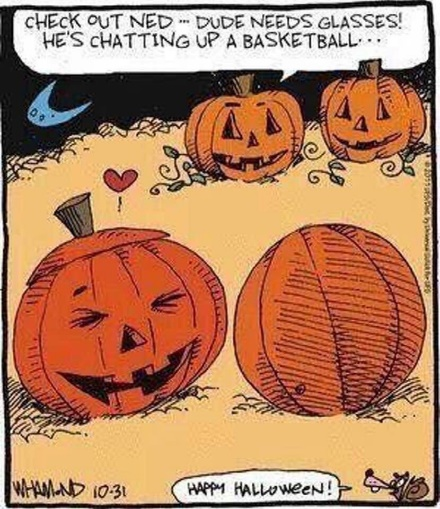 CHECK OUT NED ··· DUDE NEEDS GLASSES!
HE'S CHATTING UP A BASKETBALL···
WHAMOND 10-31
HAPPY HALLOWEEN!